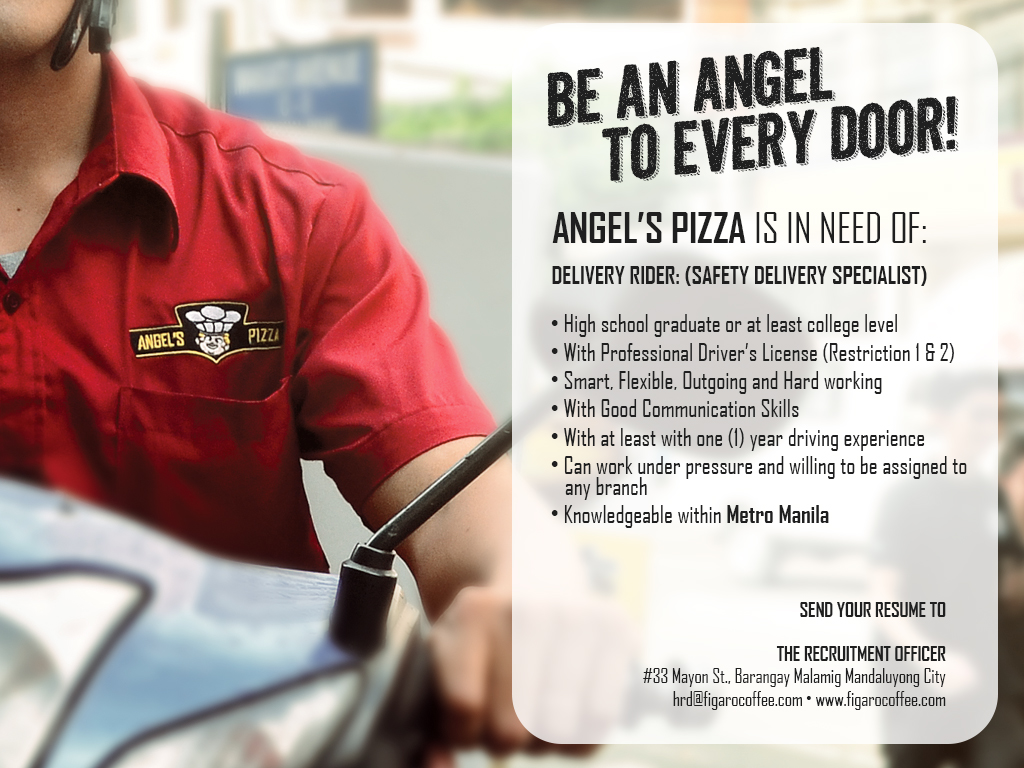 BE AN ANGEL
TO EVERY DOOR!
ANGEL'S PIZZA IS IN NEED OF:
DELIVERY RIDER: (SAFETY DELIVERY SPECIALIST)
• High school graduate or at least college level
• With Professional Driver's License (Restriction 1 & 2)
• Smart, Flexible, Outgoing and Hard working
• With Good Communication Skills
• With at least with one (1) year driving experience
• Can work under pressure and willing to be assigned to
any branch
• Knowledgeable within Metro Manila
SEND YOUR RESUME TO
THE RECRUITMENT OFFICER
#33 Mayon St., Barangay Malamig Mandaluyong City
hrd@figarocoffee.com • www.figarocoffee.com
ANGEL'S PIZZA